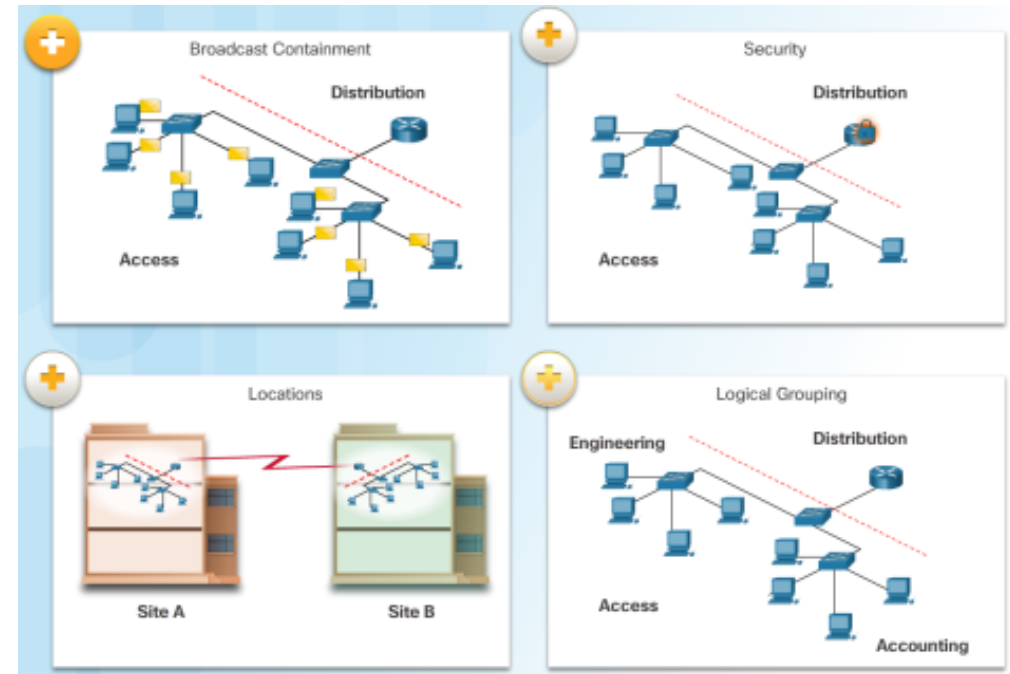 Broadcast Containment
Distribution
Access
Security
Distribution
Access
Locations
Site A
Site B
Logical Grouping
Engineering
Distribution
Access
Accounting